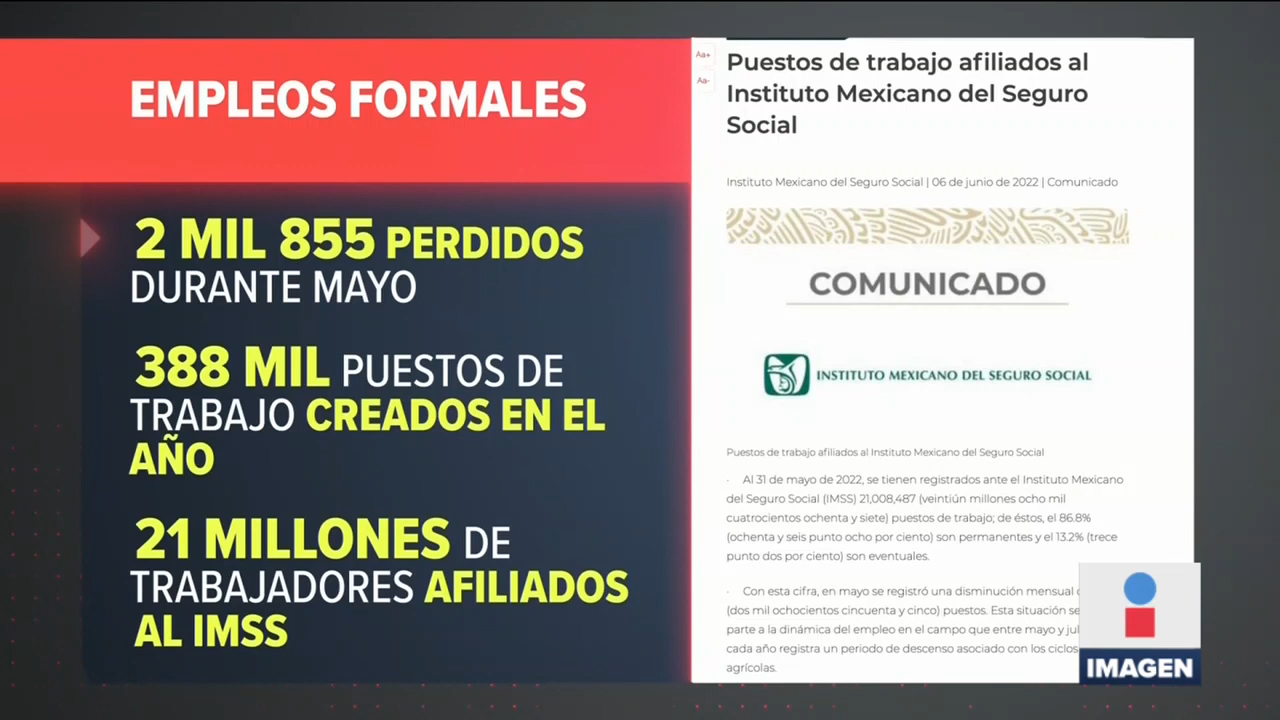 EMPLEOS FORMALES
2 MIL 855 PERDIDOS
DURANTE MAYO
388 MIL PUESTOS DE
TRABAJO CREADOS EN EL
AÑO
21 MILLONES DE
TRABAJADORES AFILIADOS
AL IMSS
Aa+
Aa-
Puestos de trabajo afiliados al
Instituto Mexicano del Seguro
Social
Instituto Mexicano del Seguro Social | 06 de junio de 2022 | Comunicado
COMUNICADO
INSTITUTO MEXICANO DEL SEGURO SOCIAL
Puestos de trabajo afiliados al Instituto Mexicano del Seguro Social
· Al 31 de mayo de 2022, se tienen registrados ante el Instituto Mexicano
del Seguro Social (IMSS) 21,008,487 (veintiún millones ocho mil
cuatrocientos ochenta y siete) puestos de trabajo; de éstos, el 86.8%
(ochenta y seis punto ocho por ciento) son permanentes y el 13.2% (trece
punto dos por ciento) son eventuales.
· Con esta cifra, en mayo se registró una disminución mensual
(dos mil ochocientos cincuenta y cinco) puestos. Esta situación se
parte a la dinámica del empleo en el campo que entre mayo y jul
cada año registra un periodo de descenso asociado con los ciclos
agrícolas.
IMAGEN